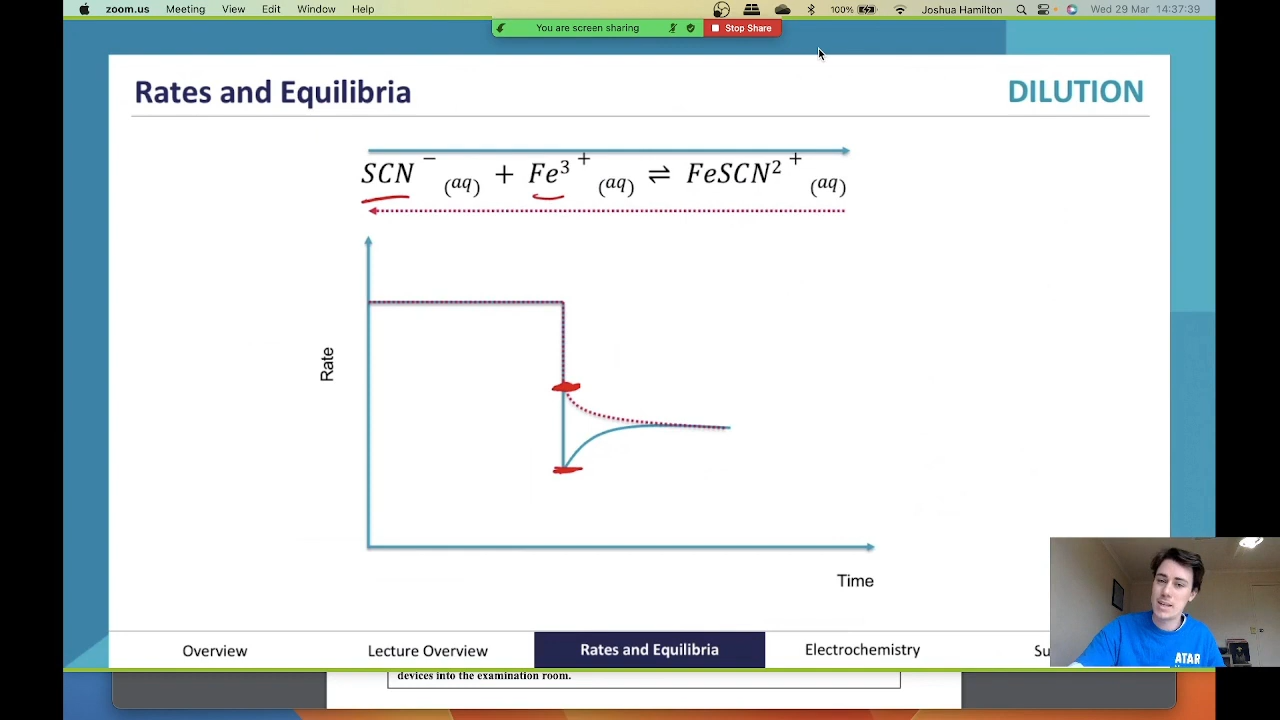 zoom.us Meeting View Edit Window Help 100% Joshua Hamilton Wed 29 Mar 14:37:39
You are screen sharing Stop Share
Rates and Equilibria DILUTION
SCN⁻(aq) + Fe³⁺(aq) ⇌ FeSCN²⁺(aq)
Rate
Time
ATAR
Overview Lecture Overview Rates and Equilibria Electrochemistry Su
devices into the examination room.